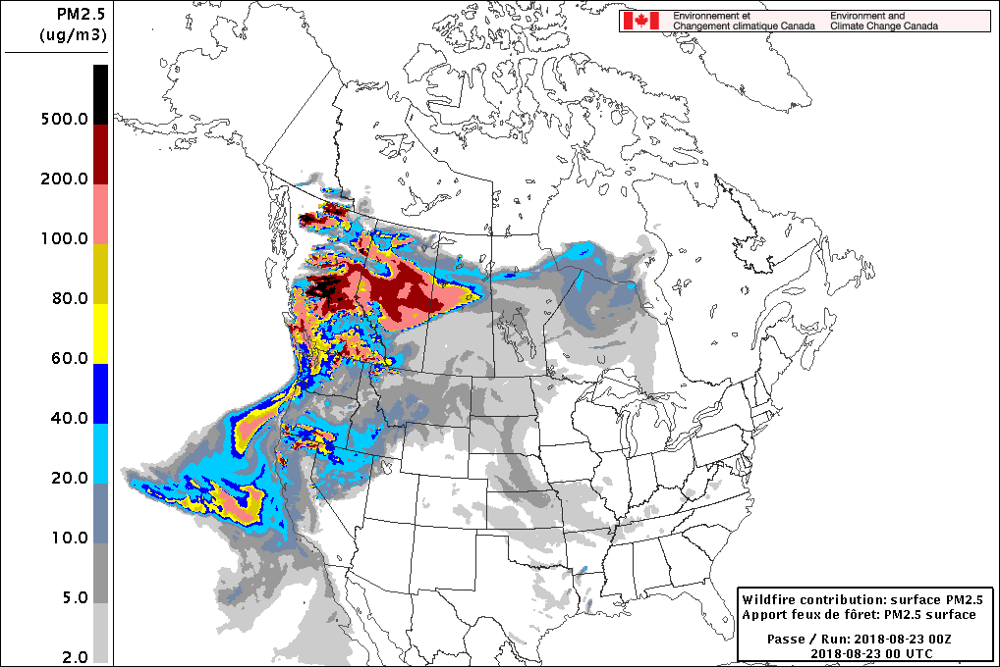 PM2.5
(ug/m3)
500.0
200.0
100.0
80.0
60.0
40.0
20.0
10.0
5.0
2.0
Environnement et
Changement climatique Canada
Environment and
Climate Change Canada
Wildfire contribution: surface PM2.5
Apport feux de fôret: PM2.5 surface
Passe / Run: 2018-08-23 00Z
2018-08-23 00 UTC